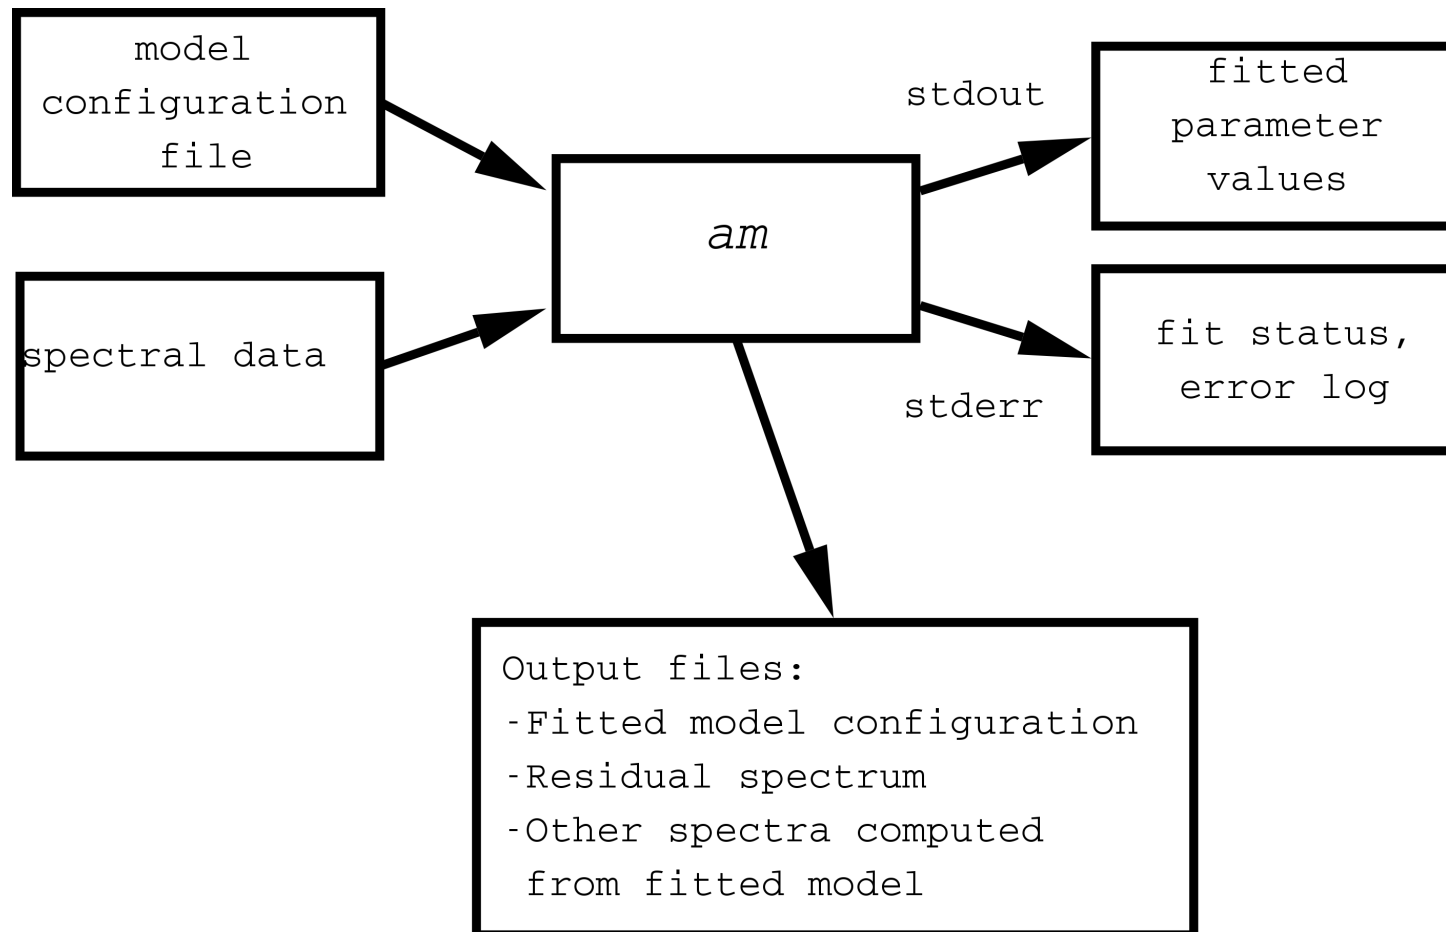 model
configuration
file
spectral data
am
stdout
fitted
parameter
values
stderr
fit status,
error log
Output files:
-Fitted model configuration
-Residual spectrum
-Other spectra computed
from fitted model